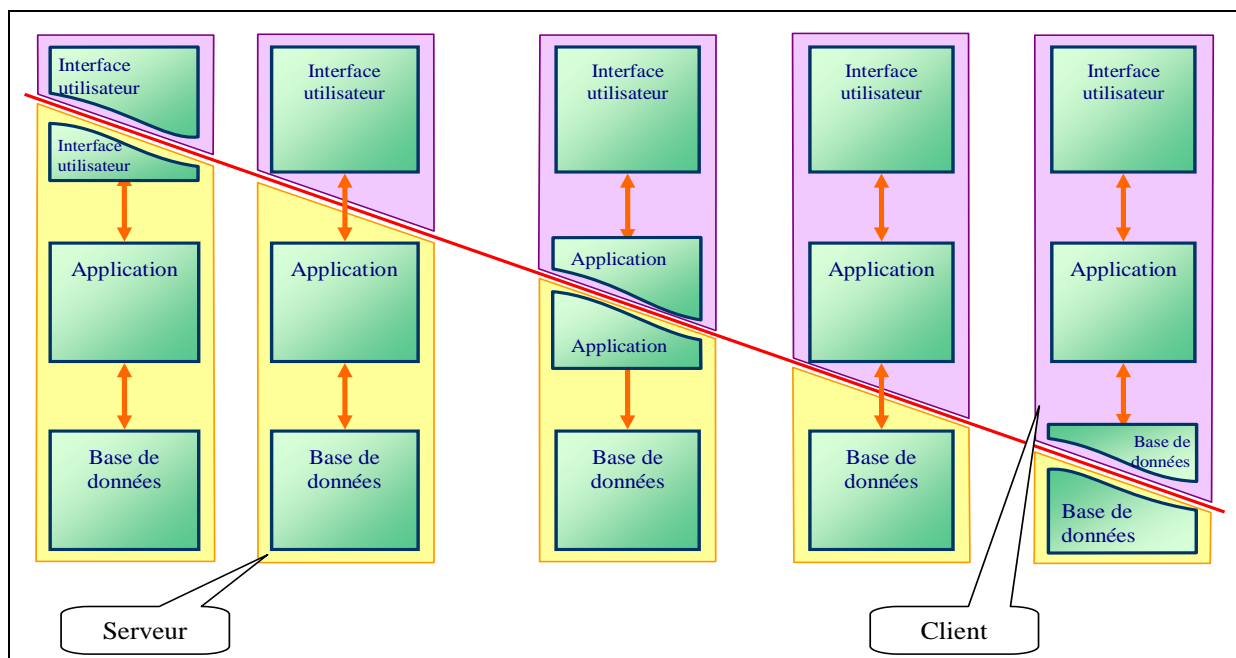 Interface
utilisateur
Interface
utilisateur
Application
Base de
données
Interface
utilisateur
Application
Base de
données
Interface
utilisateur
Application
Application
Base de
données
Interface
utilisateur
Application
Base de
données
Interface
utilisateur
Application
Base de
données
Base de
données
Serveur
Client